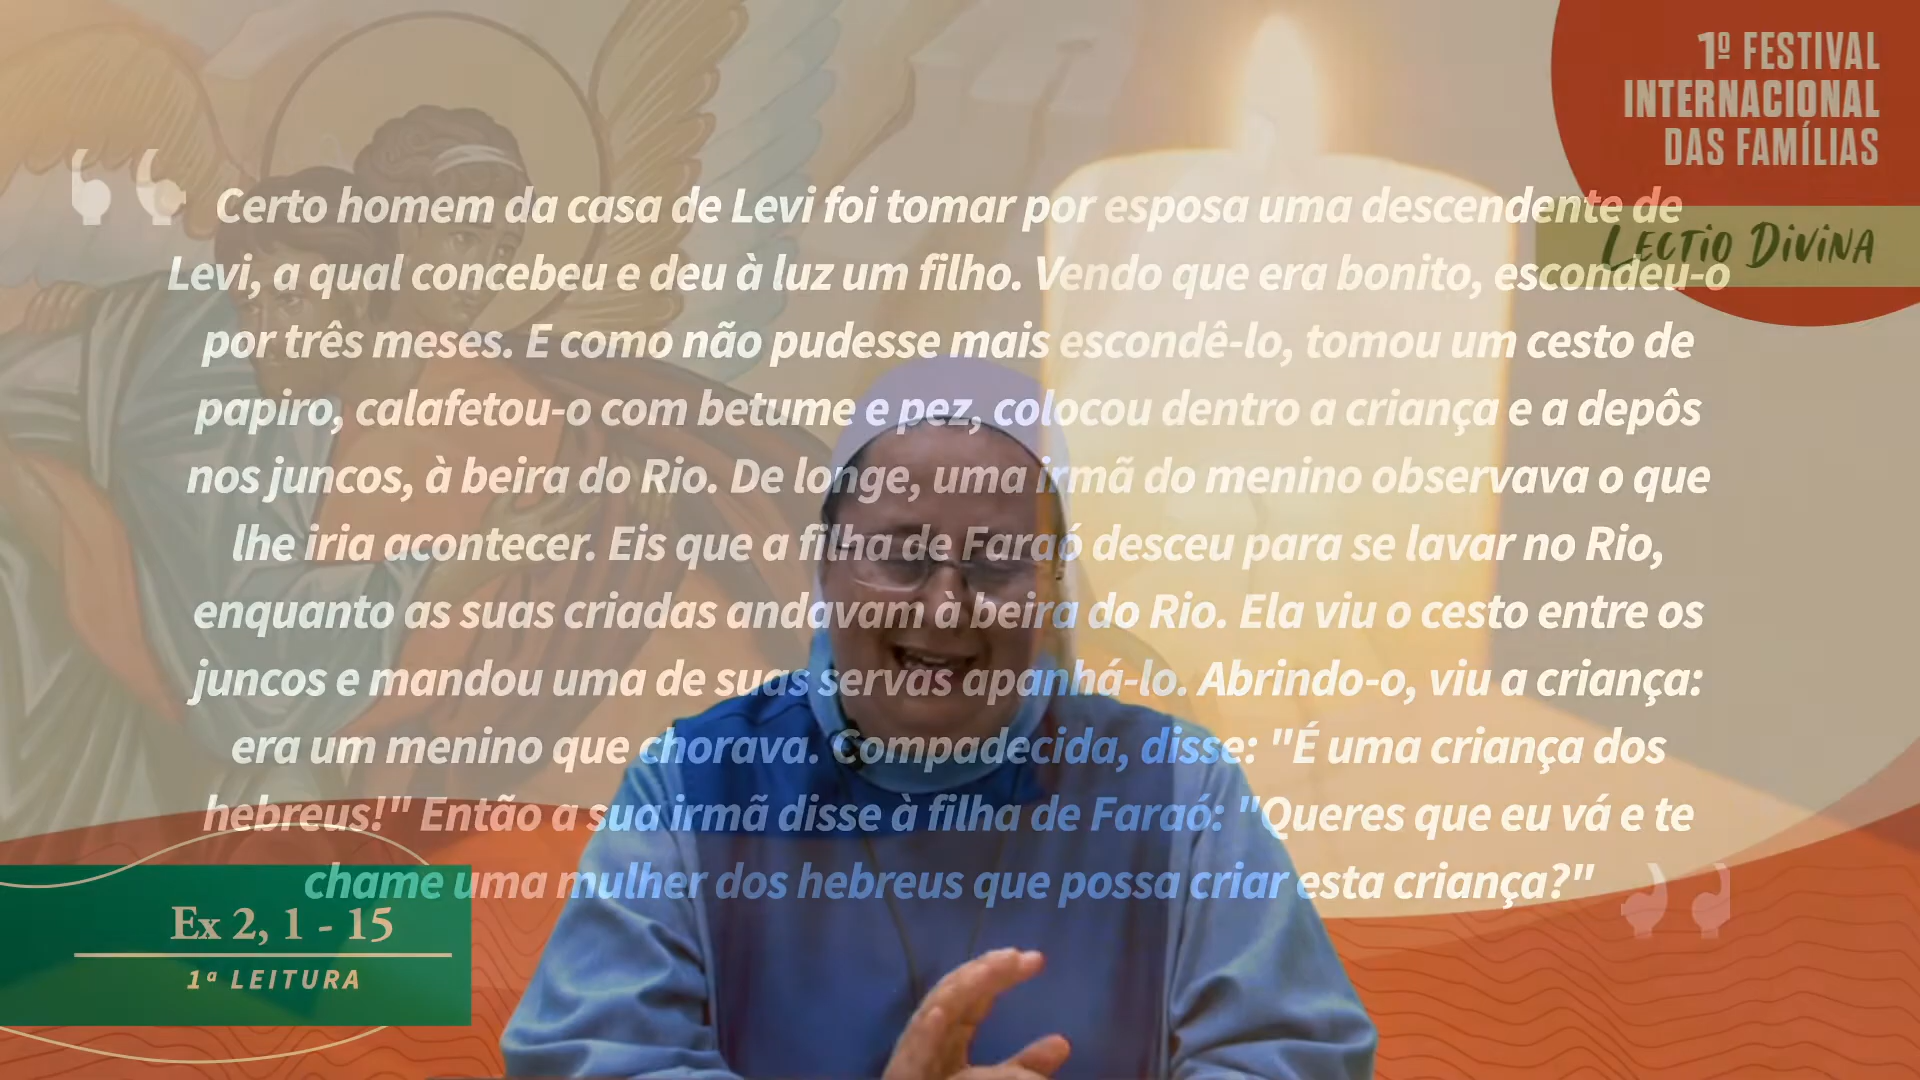 1º FESTIVAL
INTERNACIONAL
DAS FAMÍLIAS
LECTIO DIVINA
Certo homem da casa de Levi foi tomar por esposa uma descendente de
Levi, a qual concebeu e deu à luz um filho. Vendo que era bonito, escondeu-o
por três meses. E como não pudesse mais escondê-lo, tomou um cesto de
papiro, calafetou-o com betume e pez, colocou dentro a criança e a depôs
nos juncos, à beira do Rio. De longe, uma irmã do menino observava o que
lhe iria acontecer. Eis que a filha de Faraó desceu para se lavar no Rio,
enquanto as suas criadas andavam à beira do Rio. Ela viu o cesto entre os
juncos e mandou uma de suas servas apanhá-lo. Abrindo-o, viu a criança:
era um menino que chorava. Compadecida, disse: "É uma criança dos
hebreus!" Então a sua irmã disse à filha de Faraó: "Queres que eu vá e te
chame uma mulher dos hebreus que possa criar esta criança?"
Ex 2, 1 - 15
1ª LEITURA